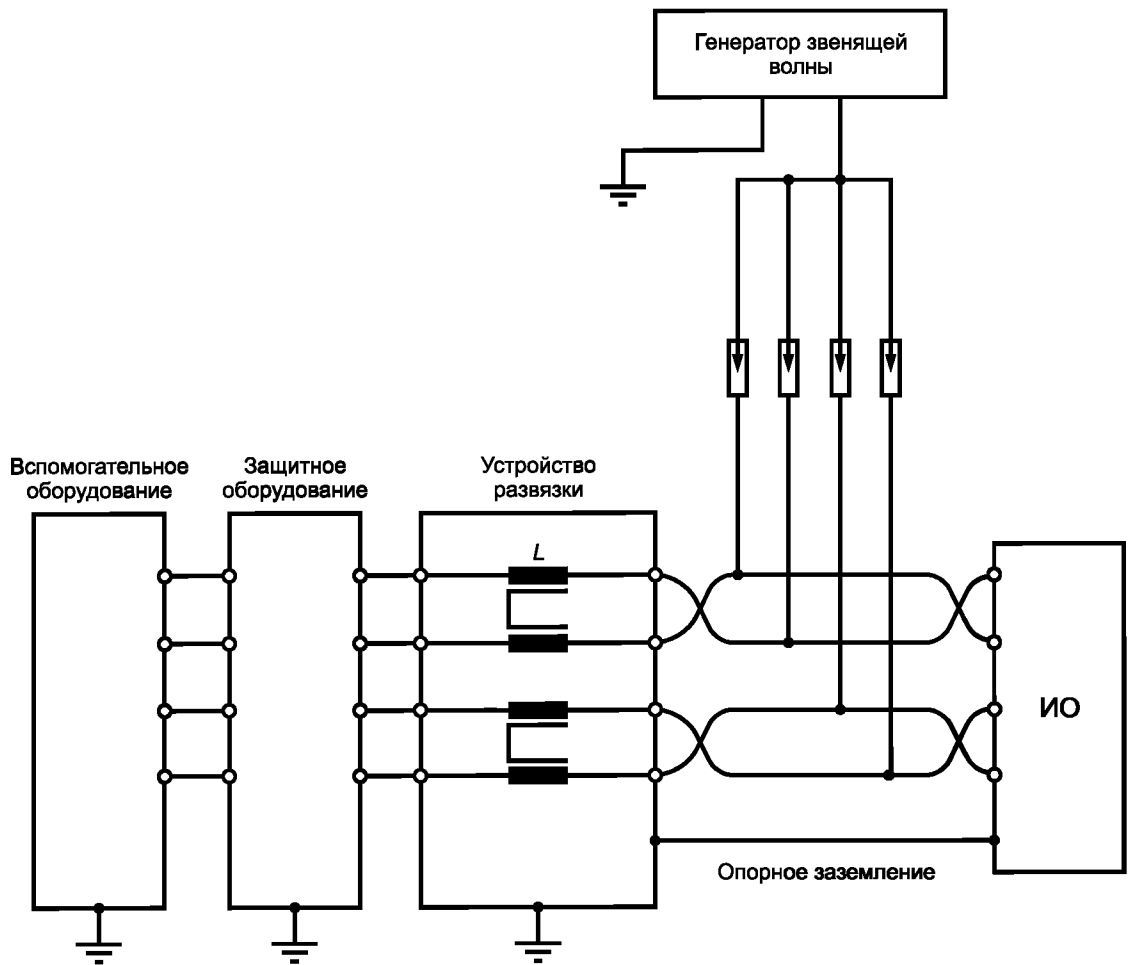 Генератор звенящей
волны
Вспомогательное
оборудование
Защитное
оборудование
Устройство
развязки
L
ИО
Опорное заземление